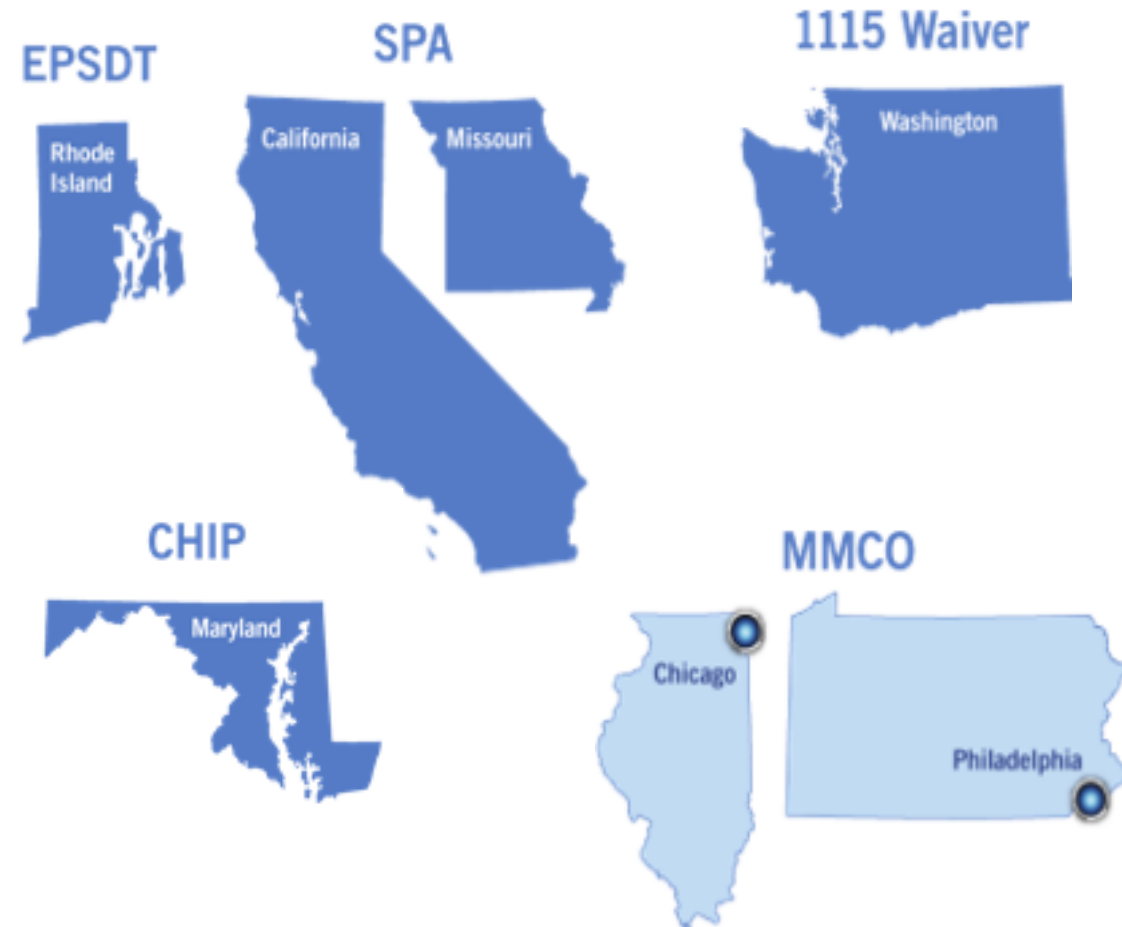 EPSDT
Rhode
Island
SPA
California
Missouri
1115 Waiver
Washington
CHIP
Maryland
MMCO
Chicago
Philadelphia